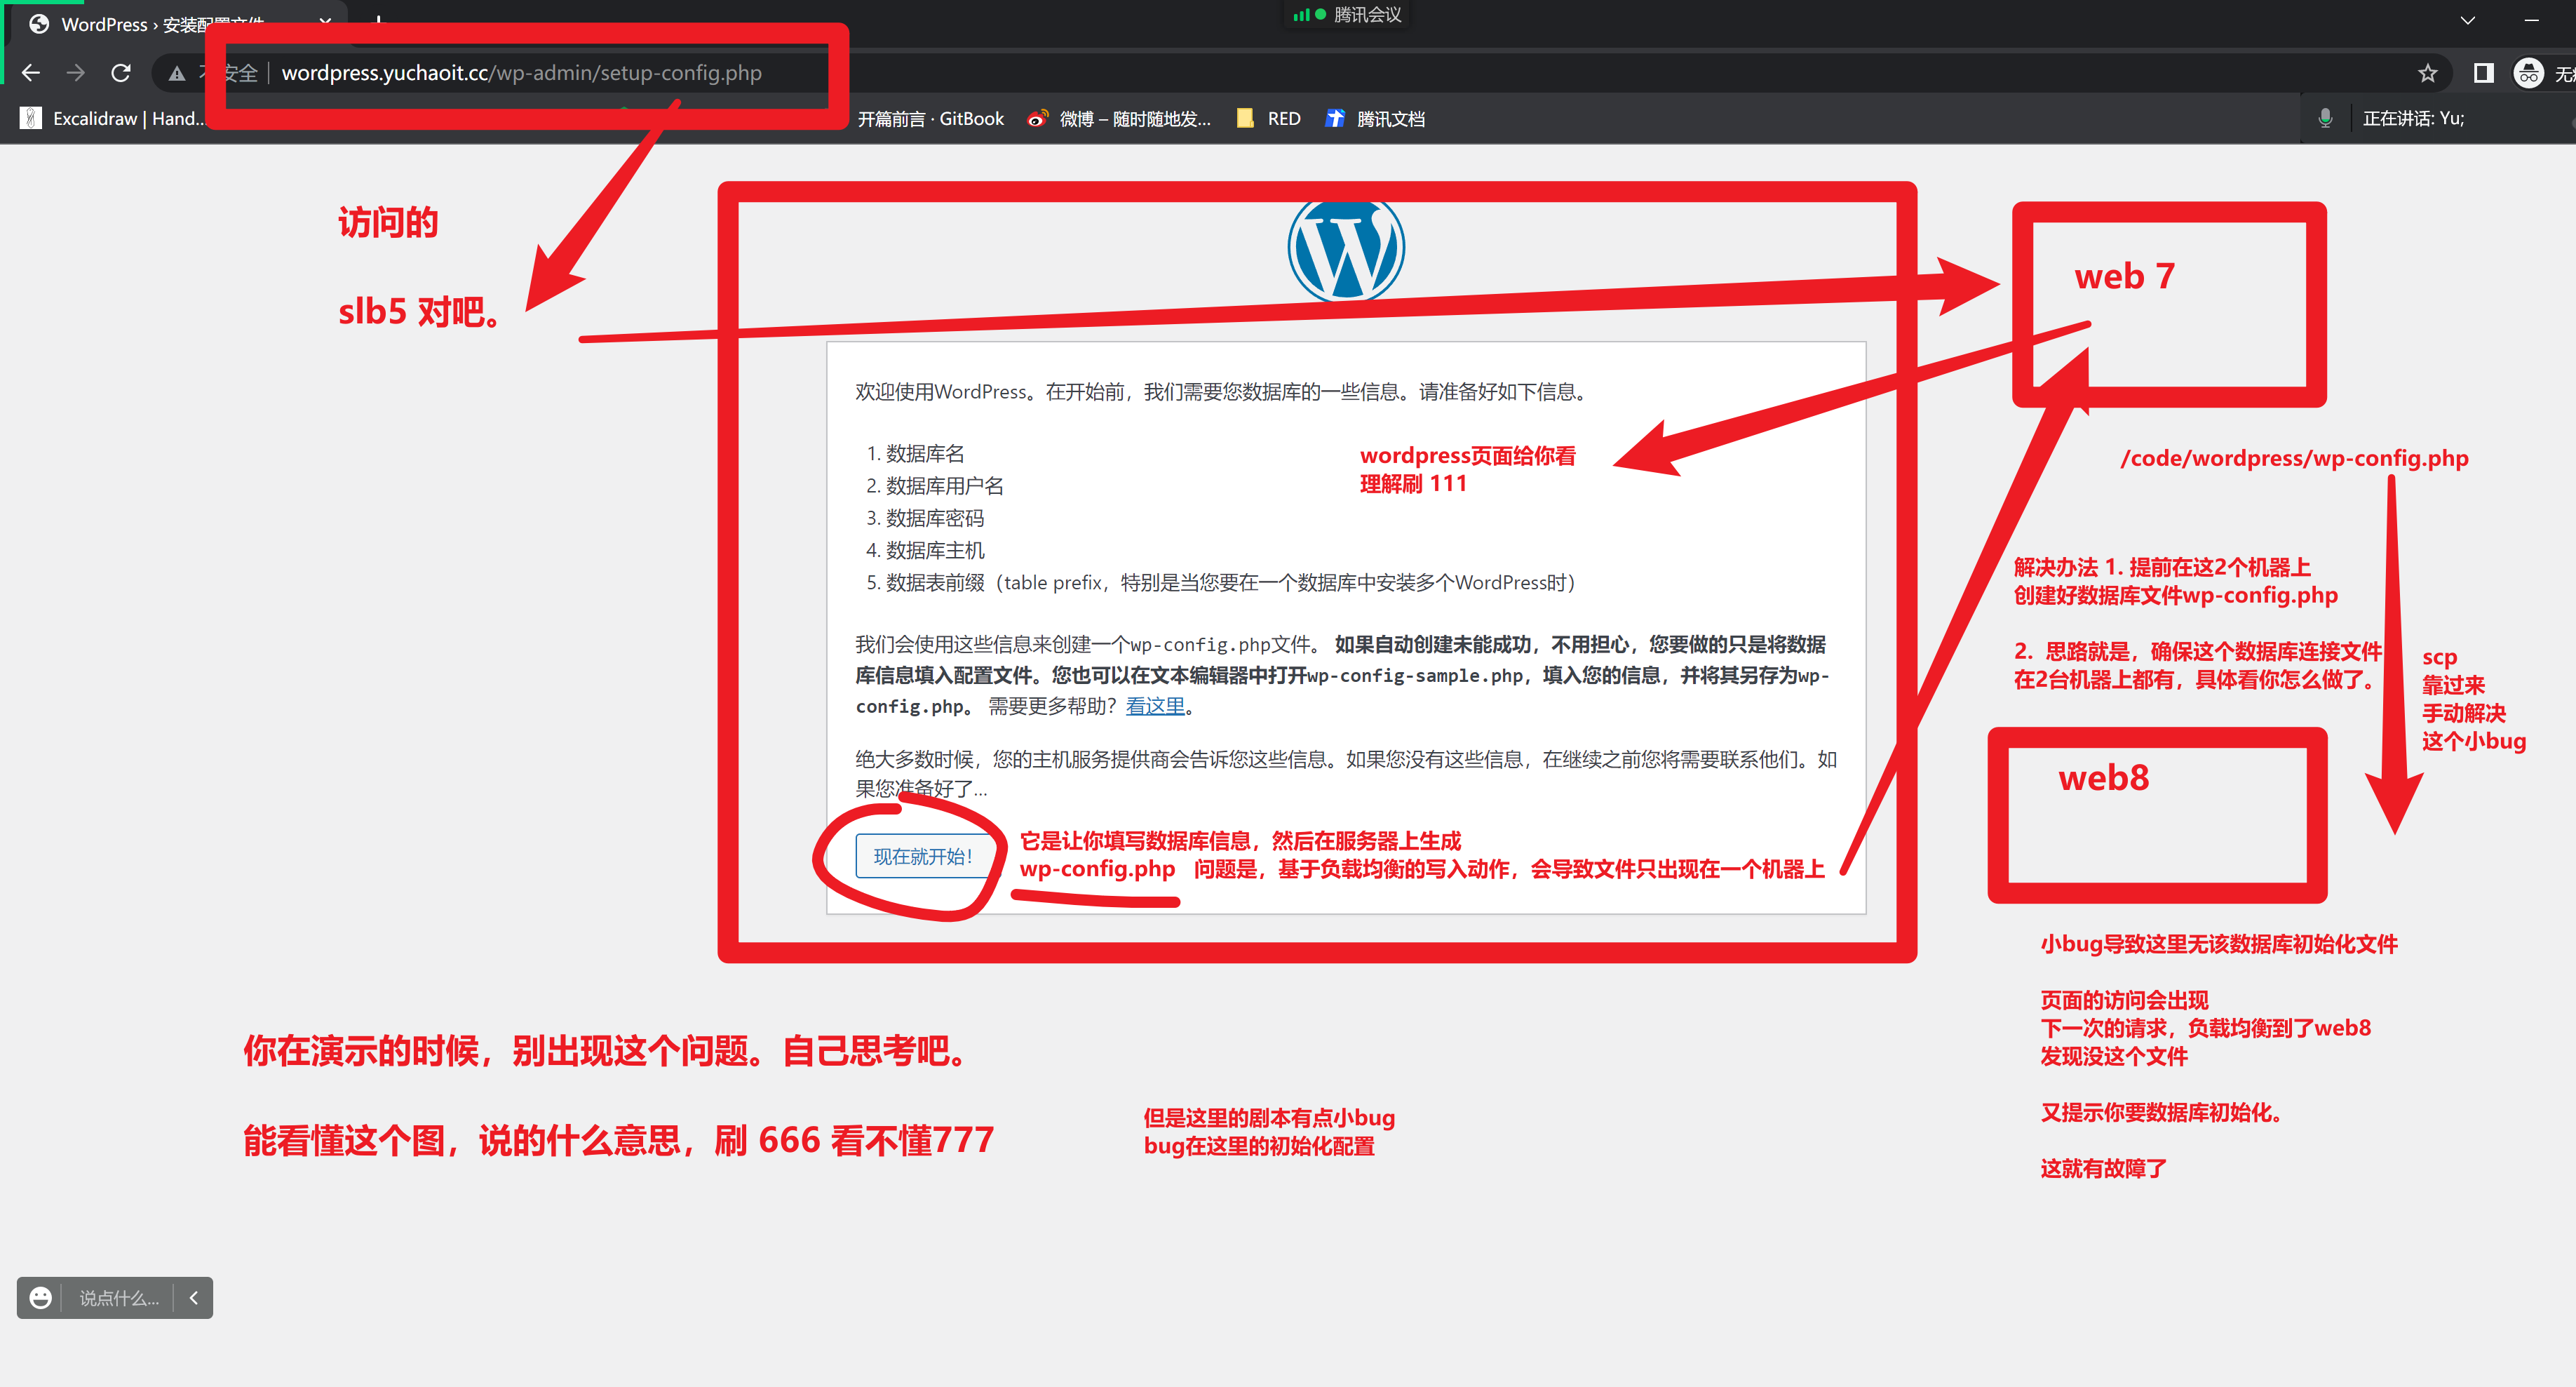 腾讯会议
WordPress › 安装配置文件
不安全 wordpress.yuchaoit.cc/wp-admin/setup-config.php
Excalidraw | Hand...
开篇前言 · GitBook
微博 – 随时随地发...
RED
腾讯文档
正在讲话: Yu;
访问的
slb5 对吧。
web 7
欢迎使用WordPress。在开始前，我们需要您数据库的一些信息。请准备好如下信息。
1. 数据库名
2. 数据库用户名
3. 数据库密码
4. 数据库主机
5. 数据表前缀（table prefix，特别是当您要在一个数据库中安装多个WordPress时）
wordpress页面给你看
理解刷 111
我们会使用这些信息来创建一个wp-config.php文件。 如果自动创建未能成功，不用担心，您要做的只是将数据
库信息填入配置文件。您也可以在文本编辑器中打开wp-config-sample.php，填入您的信息，并将其另存为wp-
config.php。 需要更多帮助？看这里。
绝大多数时候，您的主机服务提供商会告诉您这些信息。如果您没有这些信息，在继续之前您将需要联系他们。如
果您准备好了...
现在就开始！
它是让你填写数据库信息，然后在服务器上生成
wp-config.php 问题是，基于负载均衡的写入动作，会导致文件只出现在一个机器上
/code/wordpress/wp-config.php
解决办法 1. 提前在这2个机器上
创建好数据库文件wp-config.php
2. 思路就是，确保这个数据库连接文件
在2台机器上都有，具体看你怎么做了。
scp
靠过来
手动解决
这个小bug
web8
小bug导致这里无该数据库初始化文件
页面的访问会出现
下一次的请求，负载均衡到了web8
发现没这个文件
又提示你要数据库初始化。
这就有故障了
你在演示的时候，别出现这个问题。自己思考吧。
能看懂这个图，说的什么意思，刷 666 看不懂777
但是这里的剧本有点小bug
bug在这里的初始化配置
说点什么...